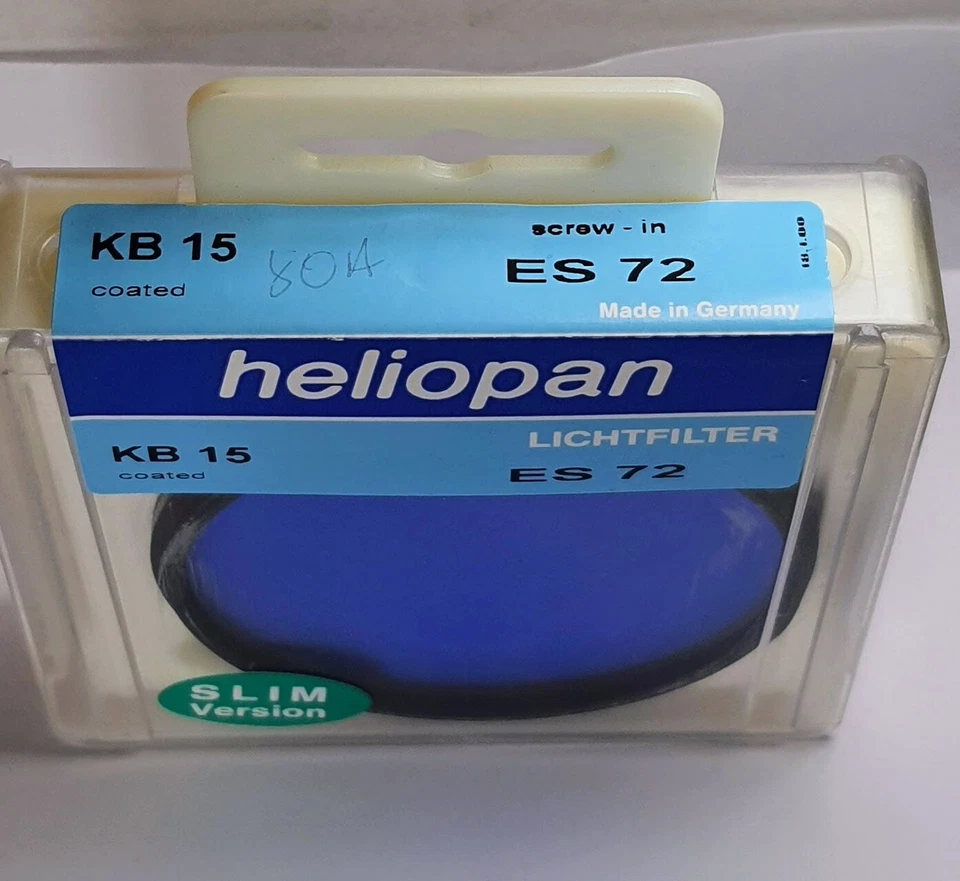 KB 15
coated
80A
screw - in
ES 72
Made in Germany
heliopan
LICHTFILTER
KB 15
coated
ES 72
SLIM
Version